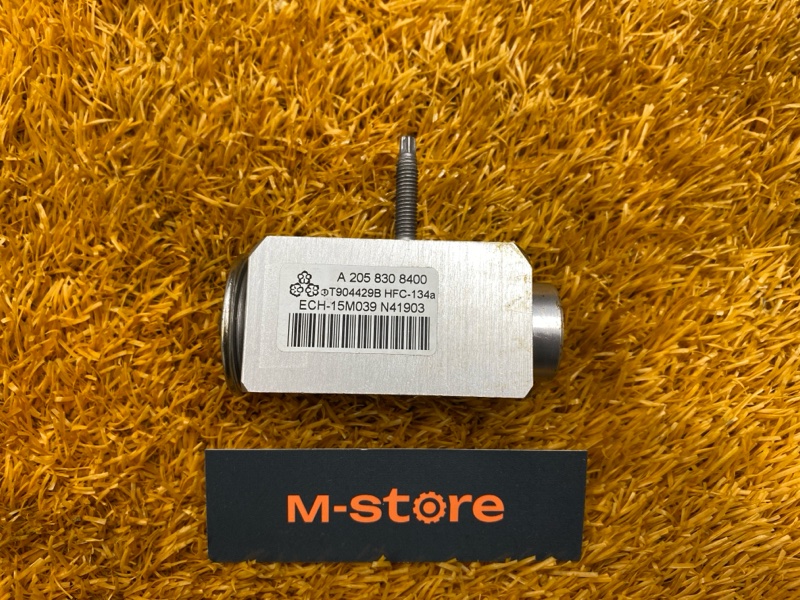 A 205 830 8400
T904429B HFC-134a
ECH-15M039 N41903
M-store